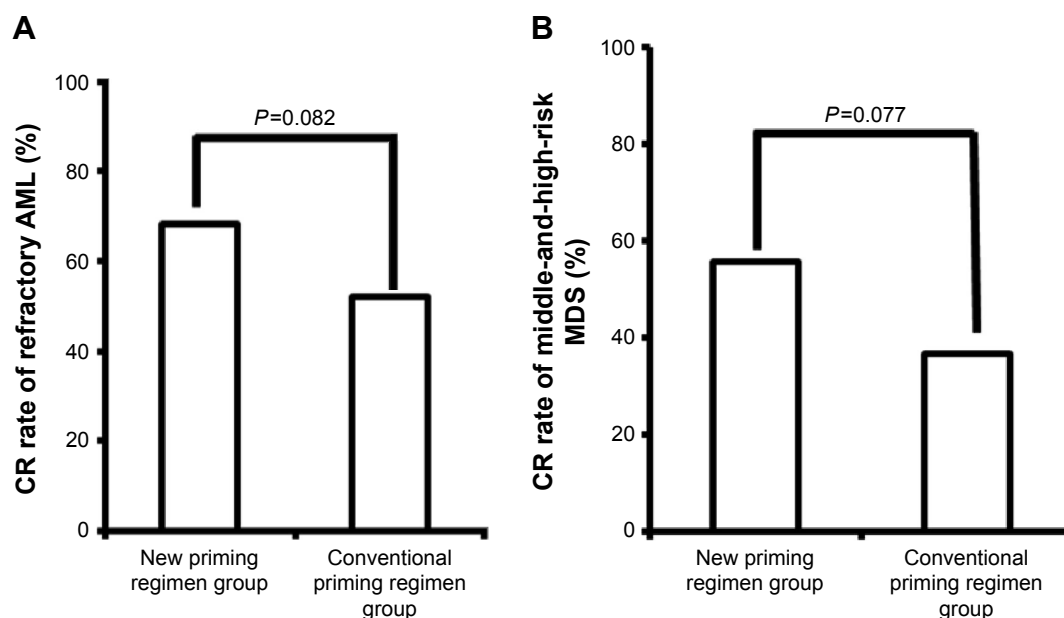 A
CR rate of refractory AML (%)
100
80
60
40
20
0
P=0.082
New priming
regimen group
Conventional
priming regimen
group
B
CR rate of middle-and-high-risk
MDS (%)
100
80
60
40
20
0
P=0.077
New priming
regimen group
Conventional
priming regimen
group